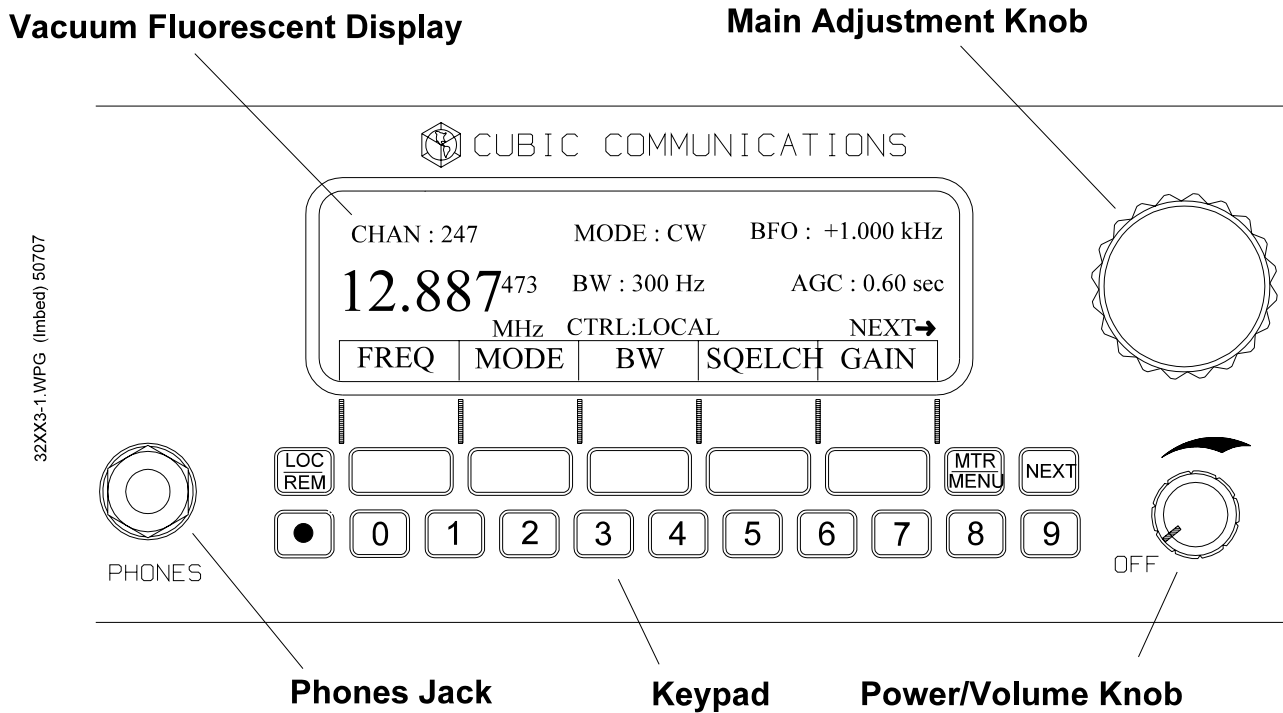 Vacuum Fluorescent Display
Main Adjustment Knob
CUBIC COMMUNICATIONS
CHAN : 247 MODE : CW BFO : +1.000 kHz
12.887473 BW : 300 Hz AGC : 0.60 sec
MHz CTRL:LOCAL NEXT➔
FREQ MODE BW SQELCH GAIN
32XX3-1.WPG (Imbed) 50707
LOC
REM
MTR
MENU
NEXT
0 1 2 3 4 5 6 7 8 9
PHONES
OFF
Phones Jack
Keypad
Power/Volume Knob